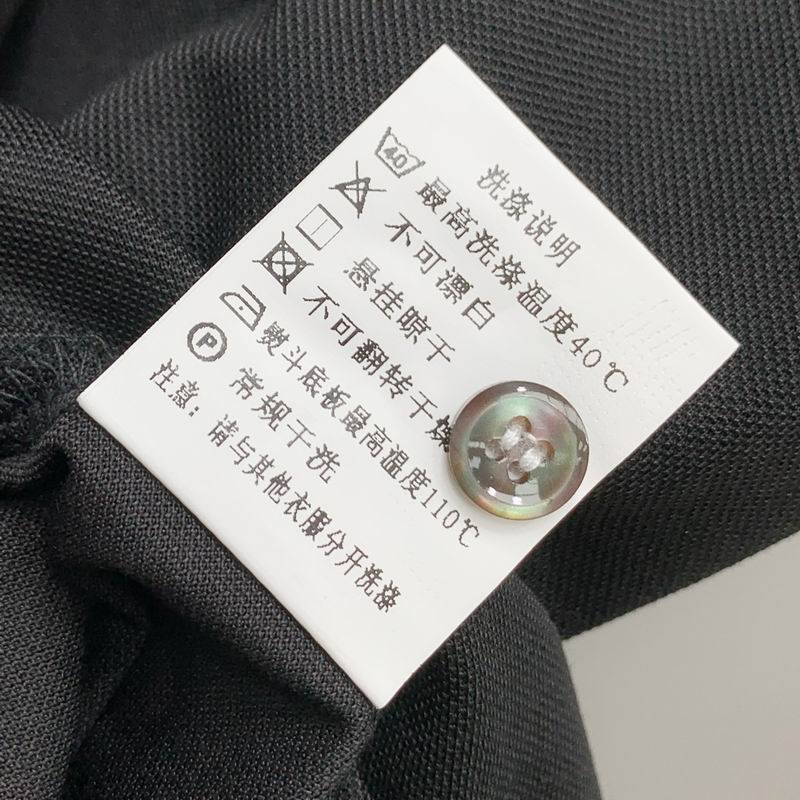 洗涤说明
40 最高洗涤温度40℃
不可漂白
悬挂晾干
不可翻转干燥
熨斗底板最高温度110℃
P 常规干洗
注意：请与其他衣服分开洗涤